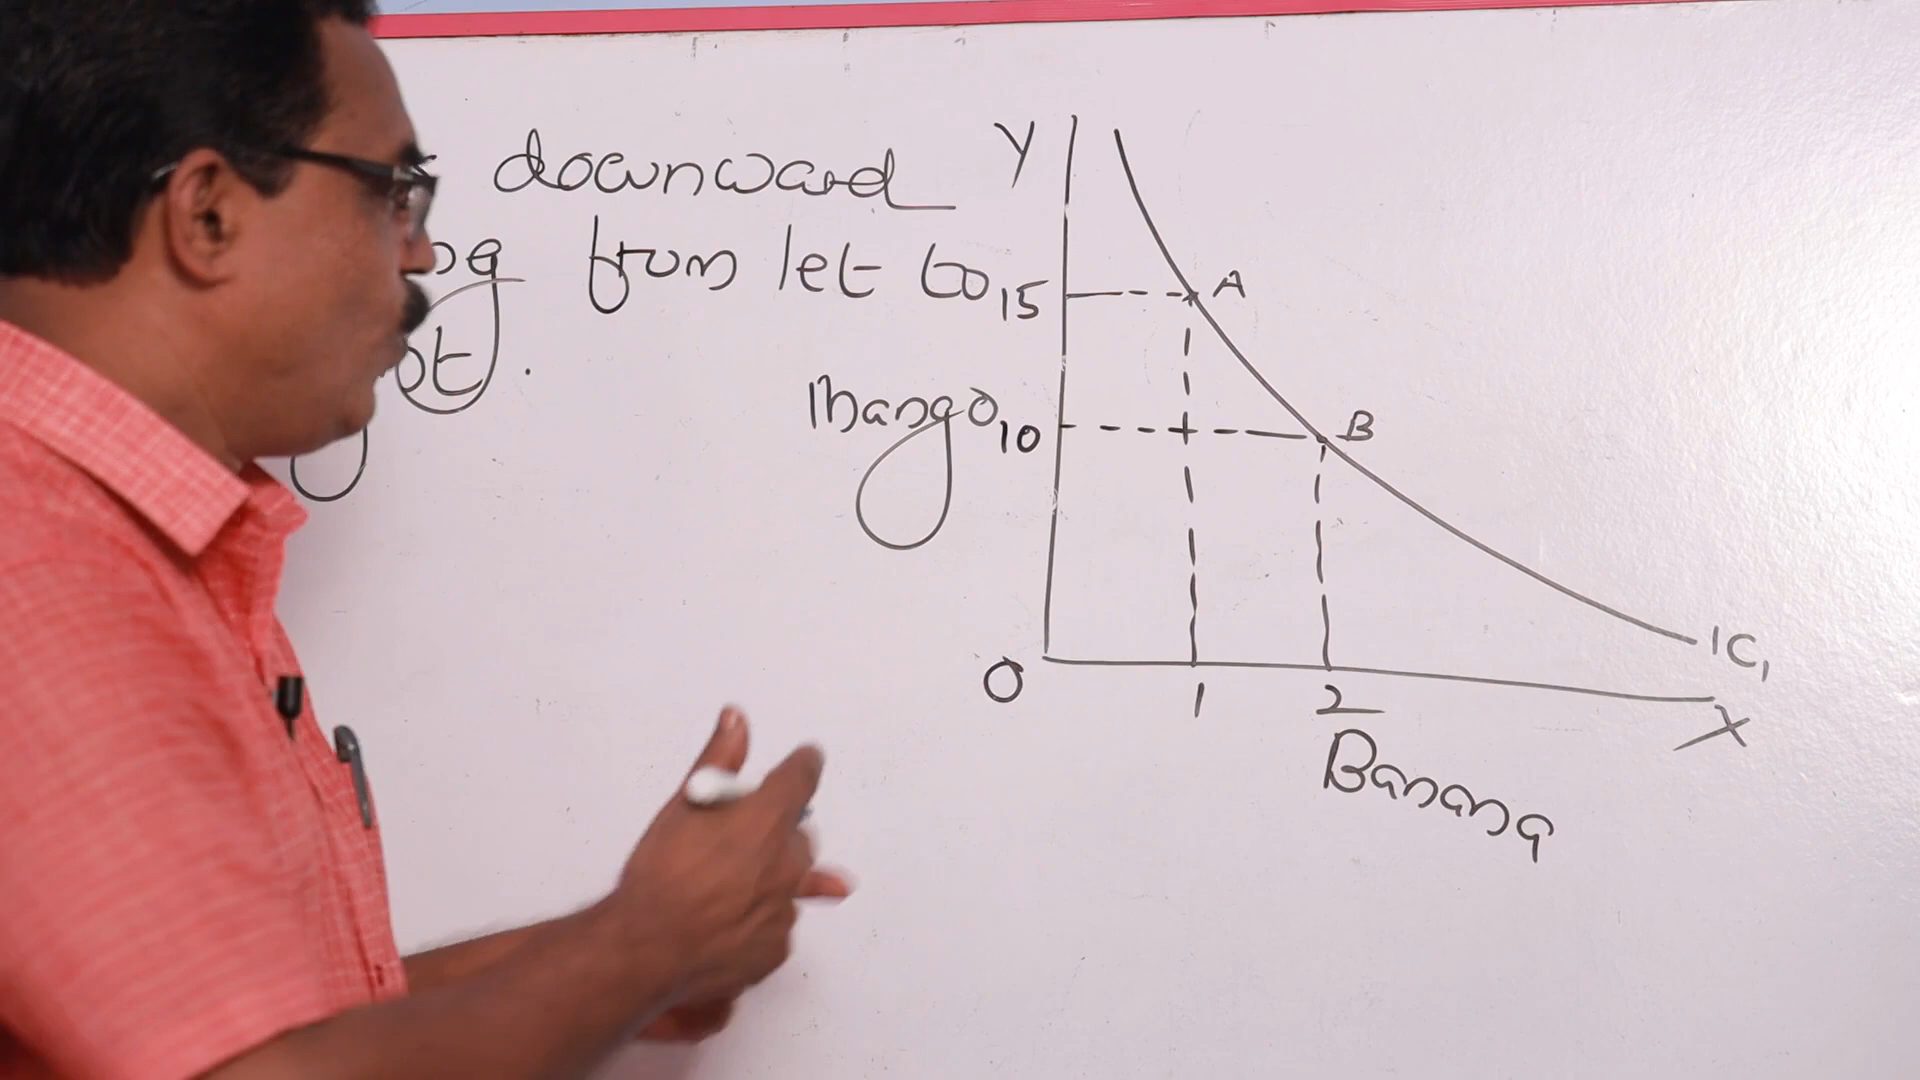 downward
from let to
Y
A
15
Mango
10
B
IC₁
O
1
2
X
Banana